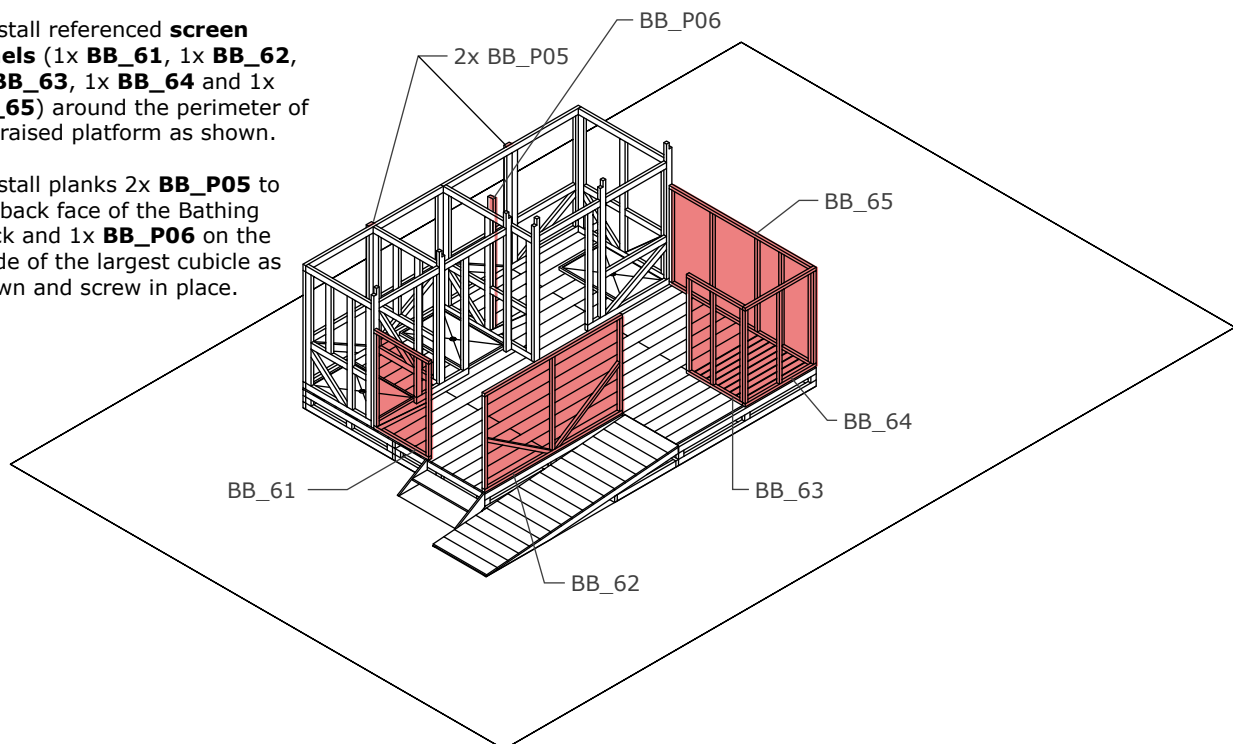 stall referenced screen
els (1x BB_61, 1x BB_62,
BB_63, 1x BB_64 and 1x
_65) around the perimeter of
raised platform as shown.
stall planks 2x BB_P05 to
back face of the Bathing
ck and 1x BB_P06 on the
de of the largest cubicle as
wn and screw in place.
BB_P06
2x BB_P05
BB_65
BB_64
BB_63
BB_61
BB_62